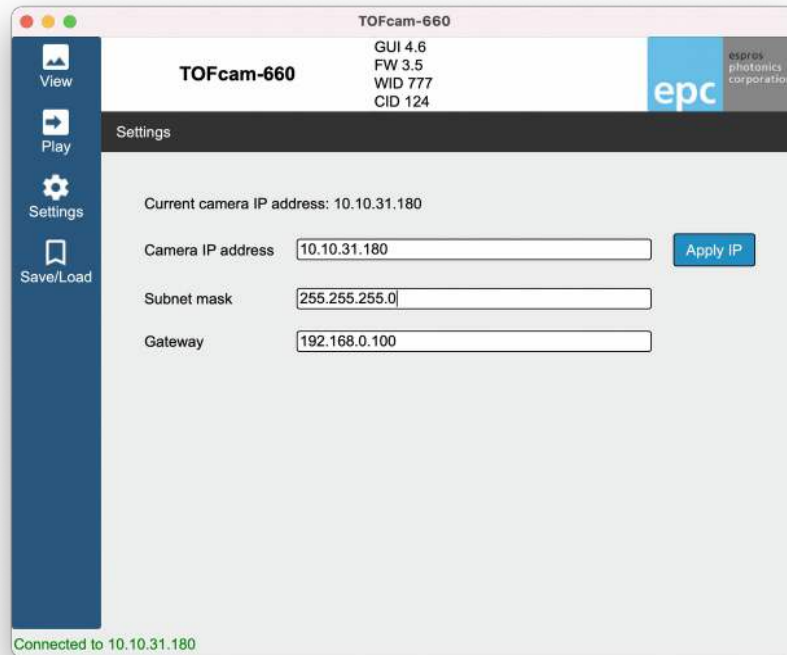 TOFcam-660
View
Play
Settings
Save/Load
TOFcam-660
GUI 4.6
FW 3.5
WID 777
CID 124
epc
espros
photonics
corporation
Settings
Current camera IP address: 10.10.31.180
Camera IP address 10.10.31.180 Apply IP
Subnet mask 255.255.255.0
Gateway 192.168.0.100
Connected to 10.10.31.180